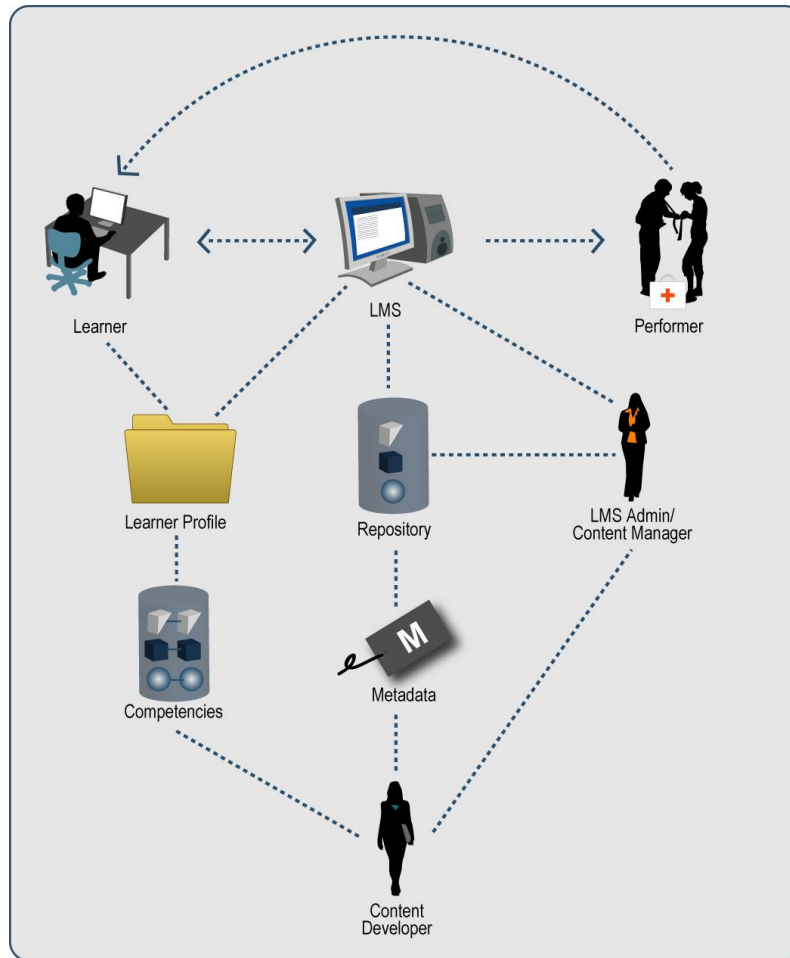 Learner
LMS
Performer
Learner Profile
Repository
LMS Admin/
Content Manager
M
Competencies
Metadata
Content
Developer